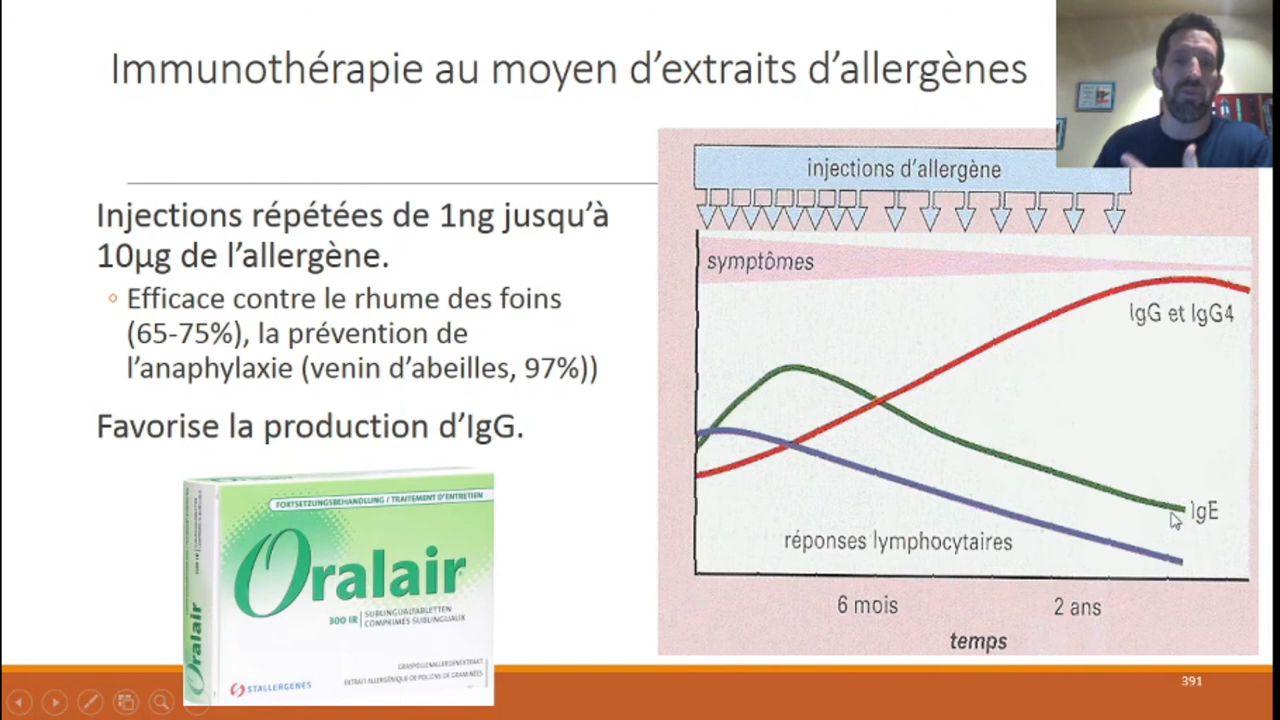 Immunothérapie au moyen d’extraits d’allergènes
Injections répétées de 1ng jusqu’à
10µg de l’allergène.
Efficace contre le rhume des foins
(65-75%), la prévention de
l’anaphylaxie (venin d’abeilles, 97%))
Favorise la production d’IgG.
FORTSETZUNGSBEHANDLUNG / TRAITEMENT D'ENTRETIEN
Oralair®
300 IR
SUBLINGUALTABLETTEN
COMPRIMÉS SUBLINGUAUX
GRASPOLLENALLERGENEXTRAKT
EXTRAIT ALLERGÉNIQUE DE POLLENS DE GRAMINÉES
STALLERGENES
Oralair
injections d’allergène
symptômes
IgG et IgG4
IgE
réponses lymphocytaires
6 mois
2 ans
temps
391